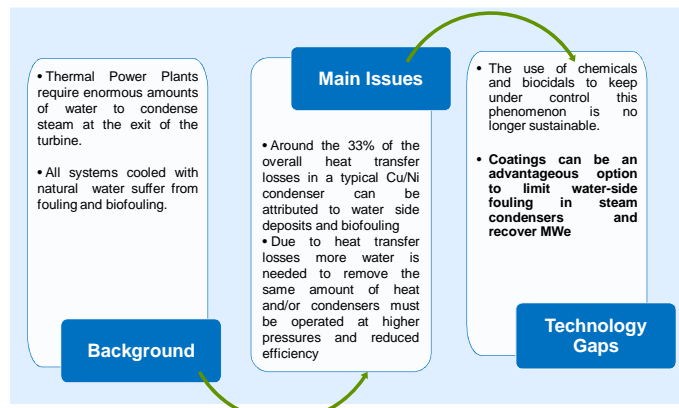 • Thermal Power Plants
require enormous amounts
of water to condense
steam at the exit of the
turbine.
• All systems cooled with
natural water suffer from
fouling and biofouling.
Background
Main Issues
• Around the 33% of the
overall heat transfer
losses in a typical Cu/Ni
condenser can be
attributed to water side
deposits and biofouling
• Due to heat transfer
losses more water is
needed to remove the
same amount of heat
and/or condensers must
be operated at higher
pressures and reduced
efficiency
• The use of chemicals
and biocidals to keep
under control this
phenomenon is no
longer sustainable.
• Coatings can be an
advantageous option
to limit water-side
fouling in steam
condensers and
recover MWe
Technology
Gaps